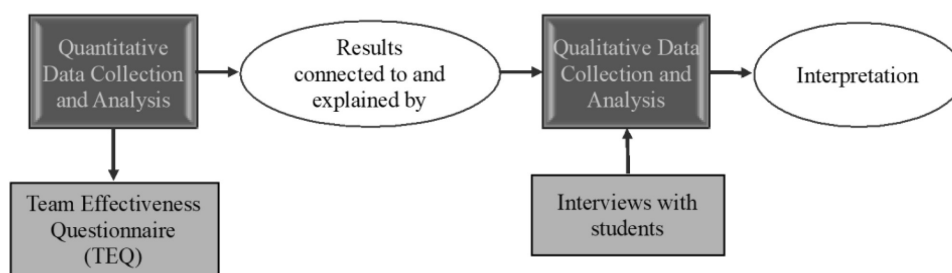 Quantitative
Data Collection
and Analysis
Results
connected to and
explained by
Qualitative Data
Collection and
Analysis
Interpretation
Team Effectiveness
Questionnaire
(TEQ)
Interviews with
students